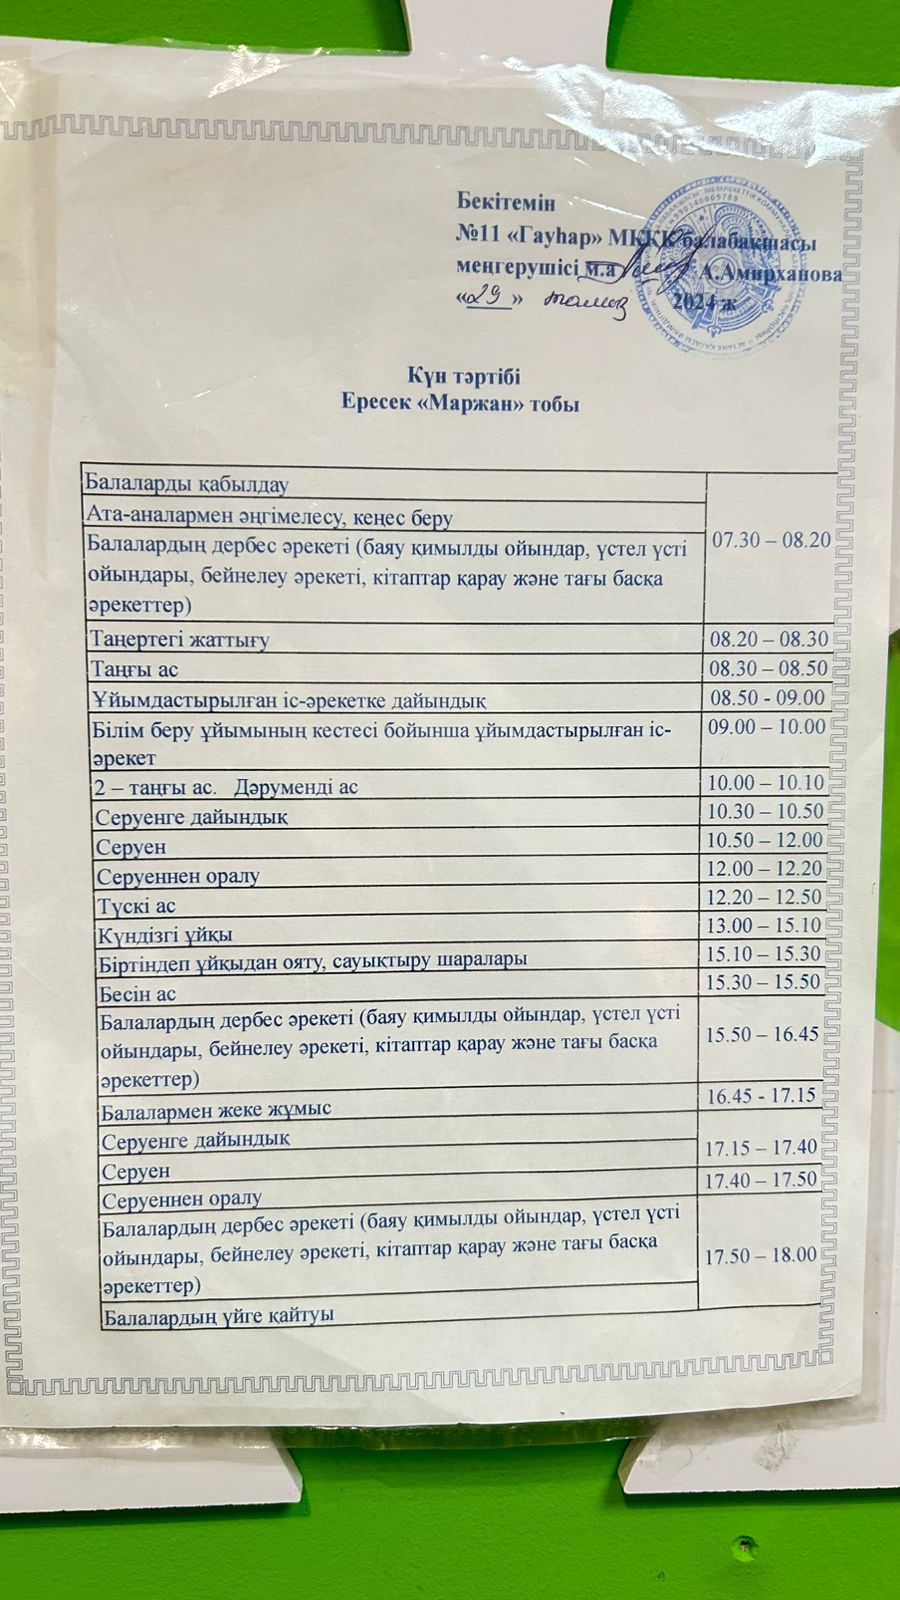 Бекітемін
№11 «Гауһар» МКҚК балабақшасы
меңгерушісі м.а А.Амирханова
«29» тамыз 2024 ж
Күн тәртібі
Ересек «Маржан» тобы
Балаларды қабылдау
Ата-аналармен әңгімелесу, кеңес беру
07.30 – 08.20
Балалардың дербес әрекеті (баяу қимылды ойындар, үстел үсті
ойындары, бейнелеу әрекеті, кітаптар қарау және тағы басқа
әрекеттер)
Таңертегі жаттығу 08.20 – 08.30
Таңғы ас 08.30 – 08.50
Ұйымдастырылған іс-әрекетке дайындық 08.50 - 09.00
Білім беру ұйымының кестесі бойынша ұйымдастырылған іс- 09.00 – 10.00
әрекет
2 – таңғы ас. Дәруменді ас 10.00 – 10.10
Серуенге дайындық 10.30 – 10.50
Серуен 10.50 – 12.00
Серуеннен оралу 12.00 – 12.20
Түскі ас 12.20 – 12.50
Күндізгі ұйқы 13.00 – 15.10
Біртіндеп ұйқыдан ояту, сауықтыру шаралары 15.10 – 15.30
Бесін ас 15.30 – 15.50
Балалардың дербес әрекеті (баяу қимылды ойындар, үстел үсті
ойындары, бейнелеу әрекеті, кітаптар қарау және тағы басқа 15.50 – 16.45
әрекеттер)
Балалармен жеке жұмыс 16.45 - 17.15
Серуенге дайындық
Серуен 17.15 – 17.40
Серуеннен оралу 17.40 – 17.50
Балалардың дербес әрекеті (баяу қимылды ойындар, үстел үсті
ойындары, бейнелеу әрекеті, кітаптар қарау және тағы басқа 17.50 – 18.00
әрекеттер)
Балалардың үйге қайтуы